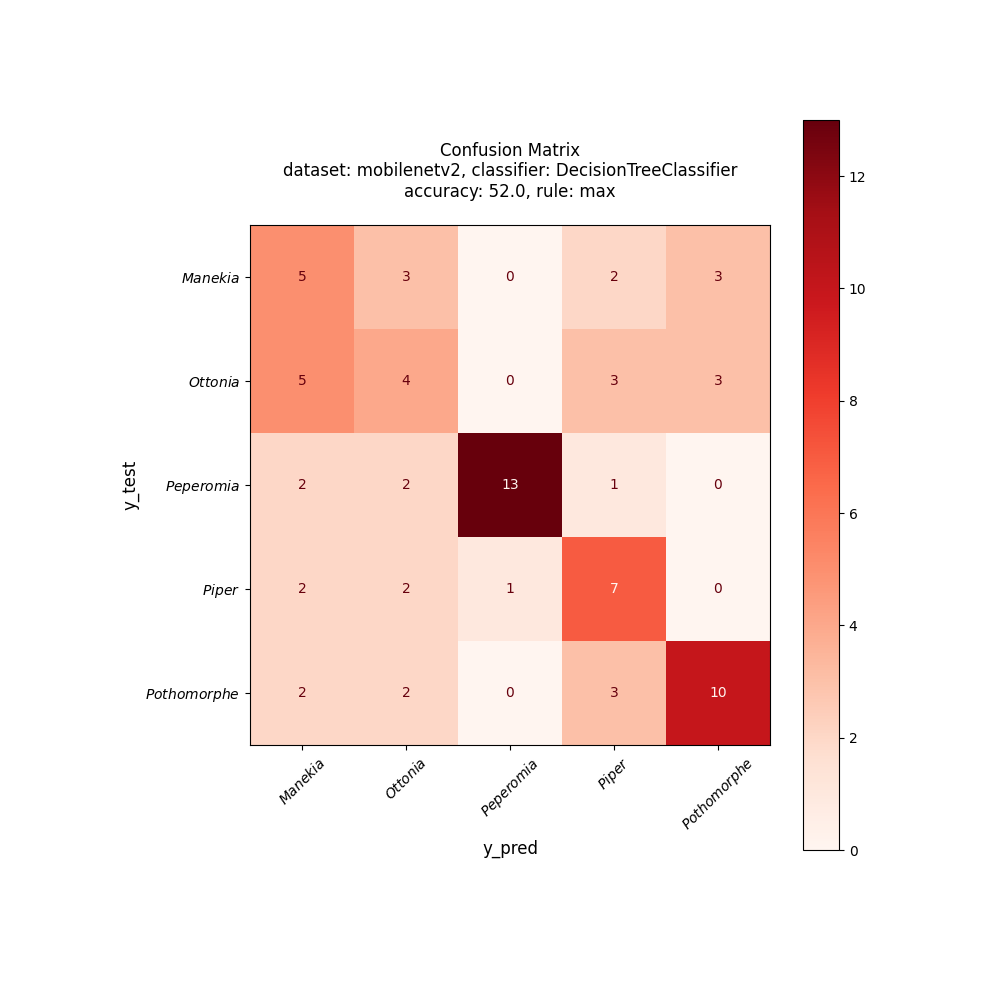 Confusion Matrix
dataset: mobilenetv2, classifier: DecisionTreeClassifier
accuracy: 52.0, rule: max
Manekia 5 3 0 2 3
Ottonia 5 4 0 3 3
Peperomia 2 2 13 1 0
Piper 2 2 1 7 0
Pothomorphe 2 2 0 3 10
y_test
Manekia Ottonia Peperomia Piper Pothomorphe
y_pred
12
10
8
6
4
2
0